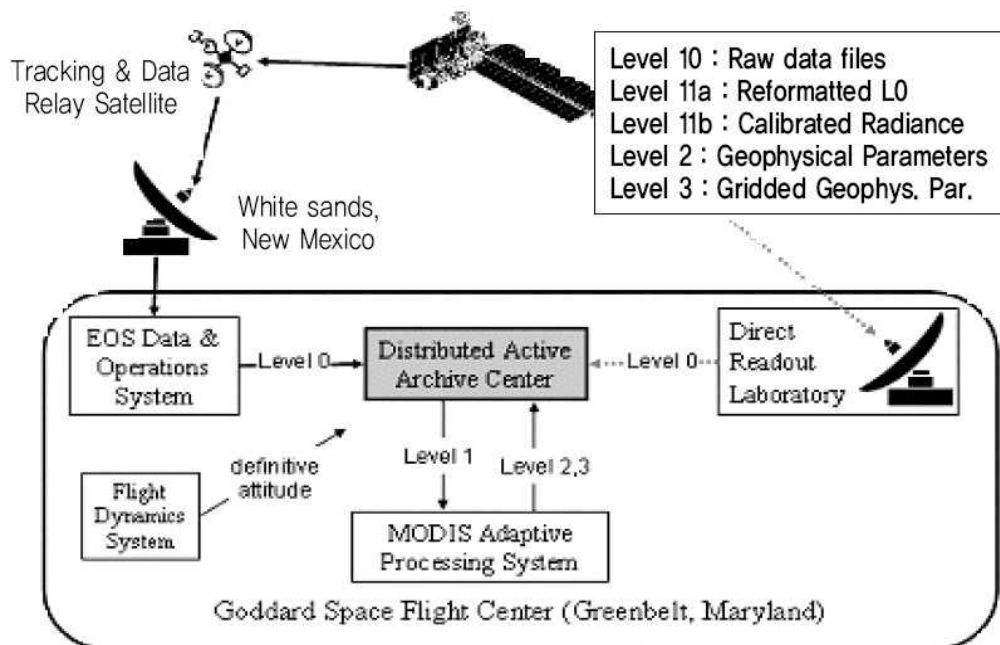 Tracking & Data
Relay Satellite
Level 10 : Raw data files
Level 11a : Reformatted L0
Level 11b : Calibrated Radiance
Level 2 : Geophysical Parameters
Level 3 : Gridded Geophys. Par.
White sands,
New Mexico
EOS Data &
Operations
System
Level 0
Distributed Active
Archive Center
Level 0
Direct
Readout
Laboratory
definitive
attitude
Level 1
Level 2,3
Flight
Dynamics
System
MODIS Adaptive
Processing System
Goddard Space Flight Center (Greenbelt, Maryland)